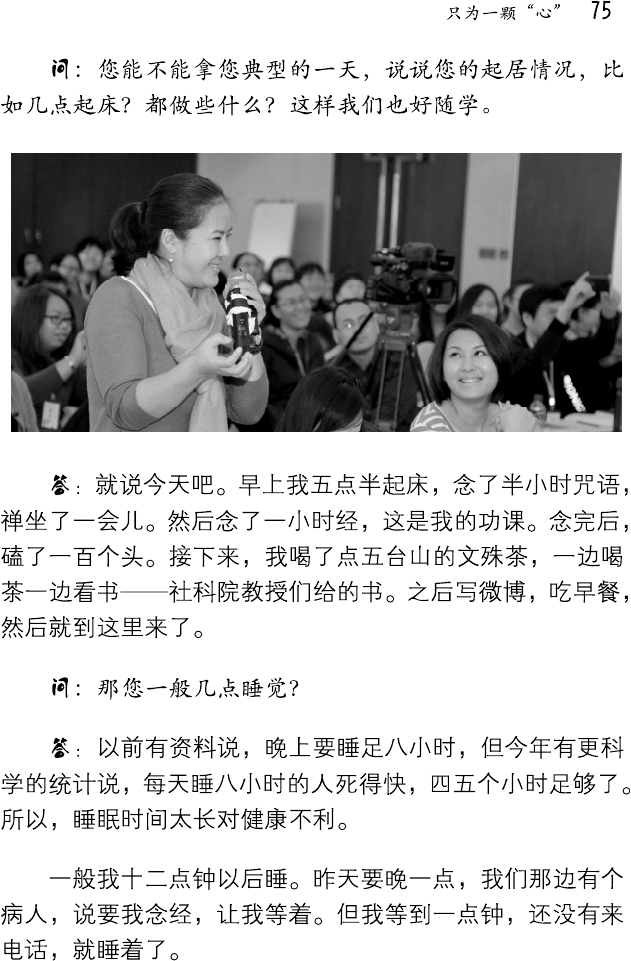 只为一颗“心” 75
问：您能不能拿您典型的一天，说说您的起居情况，比
如几点起床？都做些什么？这样我们也好随学。
答：就说今天吧。早上我五点半起床，念了半小时咒语，
禅坐了一会儿。然后念了一小时经，这是我的功课。念完后，
磕了一百个头。接下来，我喝了点五台山的文殊茶，一边喝
茶一边看书——社科院教授们给的书。之后写微博，吃早餐，
然后就到这里来了。
问：那您一般几点睡觉？
答：以前有资料说，晚上要睡足八小时，但今年有更科
学的统计说，每天睡八小时的人死得快，四五个小时足够了。
所以，睡眠时间太长对健康不利。
一般我十二点钟以后睡。昨天要晚一点，我们那边有个
病人，说要我念经，让我等着。但我等到一点钟，还没有来
电话，就睡着了。